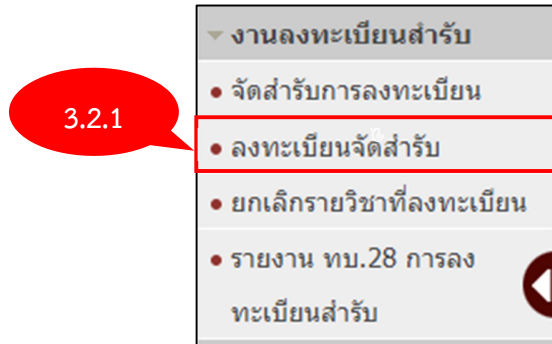 งานลงทะเบียนสำรับ
จัดสำรับการลงทะเบียน
3.2.1
ลงทะเบียนจัดสำรับ
ยกเลิกรายวิชาที่ลงทะเบียน
รายงาน ทบ.28 การลง
ทะเบียนสำรับ